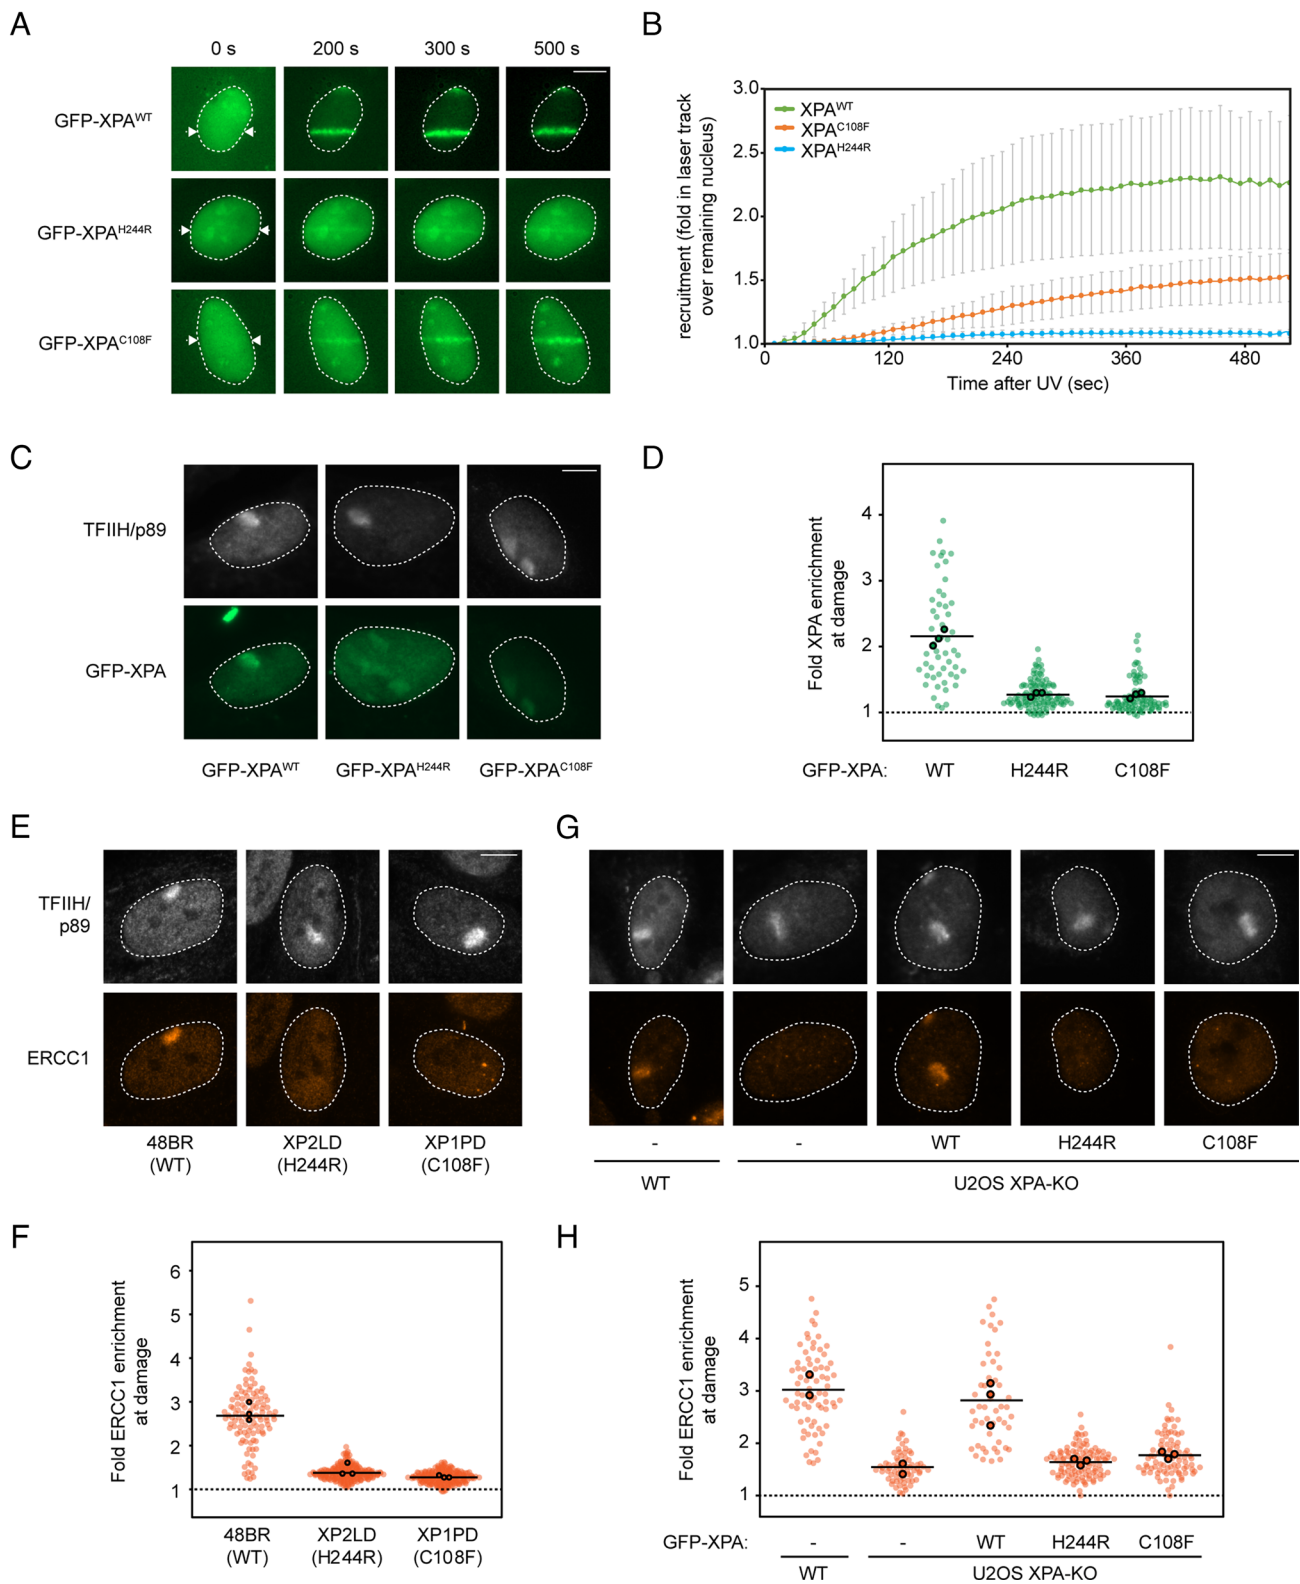 A
0 s 200 s 300 s 500 s
GFP-XPAWT
GFP-XPAH244R
GFP-XPAC108F
B
recruitment (fold in laser track
over remaining nucleus)
3.0
2.5
2.0
1.5
1.0
XPAWT
XPAC108F
XPAH244R
0 120 240 360 480
Time after UV (sec)
C
TFIIH/p89
GFP-XPA
GFP-XPAWT GFP-XPAH244R GFP-XPAC108F
D
Fold XPA enrichment
at damage
4
3
2
1
GFP-XPA: WT H244R C108F
E
TFIIH/
p89
ERCC1
48BR XP2LD XP1PD
(WT) (H244R) (C108F)
G
- - WT H244R C108F
WT U2OS XPA-KO
F
Fold ERCC1 enrichment
at damage
6
5
4
3
2
1
48BR XP2LD XP1PD
(WT) (H244R) (C108F)
H
Fold ERCC1 enrichment
at damage
5
4
3
2
1
GFP-XPA: - - WT H244R C108F
WT U2OS XPA-KO